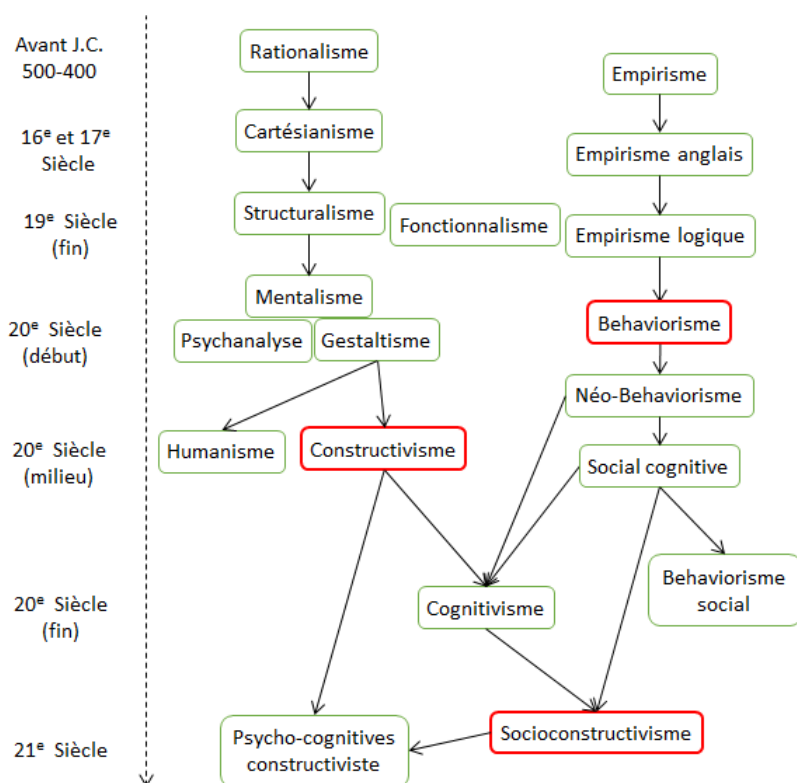 Avant J.C.
500-400
Rationalisme
Empirisme
16e et 17e
Siècle
Cartésianisme
Empirisme anglais
19e Siècle
(fin)
Structuralisme
Fonctionnalisme
Empirisme logique
Mentalisme
20e Siècle
(début)
Psychanalyse
Gestaltisme
Behaviorisme
Néo-Behaviorisme
20e Siècle
(milieu)
Humanisme
Constructivisme
Social cognitive
Behaviorisme
social
20e Siècle
(fin)
Cognitivisme
21e Siècle
Psycho-cognitives
constructiviste
Socioconstructivisme